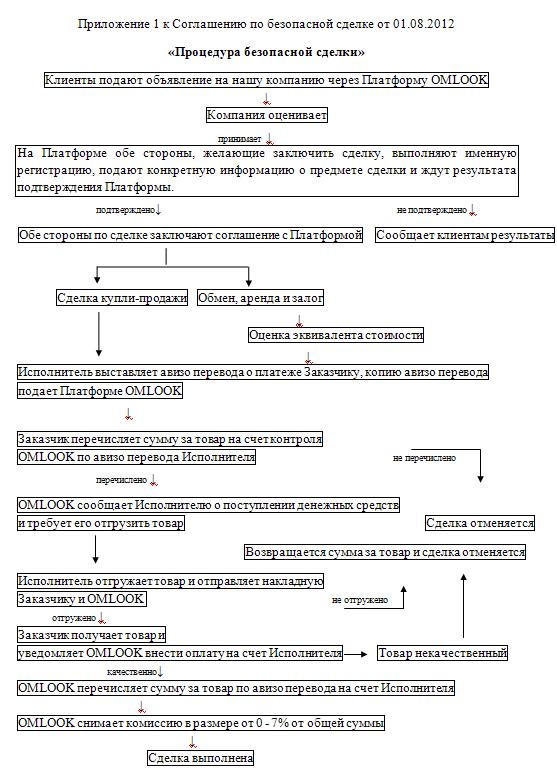 Приложение 1 к Соглашению по безопасной сделке от 01.08.2012
«Процедура безопасной сделки»
Клиенты подают объявление на нашу компанию через Платформу OMLOOK
Компания оценивает
принимает
На Платформе обе стороны, желающие заключить сделку, выполняют именную
регистрацию, подают конкретную информацию о предмете сделки и ждут результата
подтверждения Платформы.
подтверждено
не подтверждено
Обе стороны по сделке заключают соглашение с Платформой
Сообщает клиентам результаты
Сделка купли-продажи
Обмен, аренда и залог
Оценка эквивалента стоимости
Исполнитель выставляет авизо перевода о платеже Заказчику, копию авизо перевода
подает Платформе OMLOOK
Заказчик перечисляет сумму за товар на счет контроля
OMLOOK по авизо перевода Исполнителя
не перечислено
перечислено
OMLOOK сообщает Исполнителю о поступлении денежных средств
и требует его отгрузить товар
Сделка отменяется
Возвращается сумма за товар и сделка отменяется
Исполнитель отгружает товар и отправляет накладную
Заказчику и OMLOOK
не отгружено
отгружено
Заказчик получает товар и
уведомляет OMLOOK внести оплату на счет Исполнителя
Товар некачественный
качественно
OMLOOK перечисляет сумму за товар по авизо перевода на счет Исполнителя
OMLOOK снимает комиссию в размере от 0 - 7% от общей суммы
Сделка выполнена